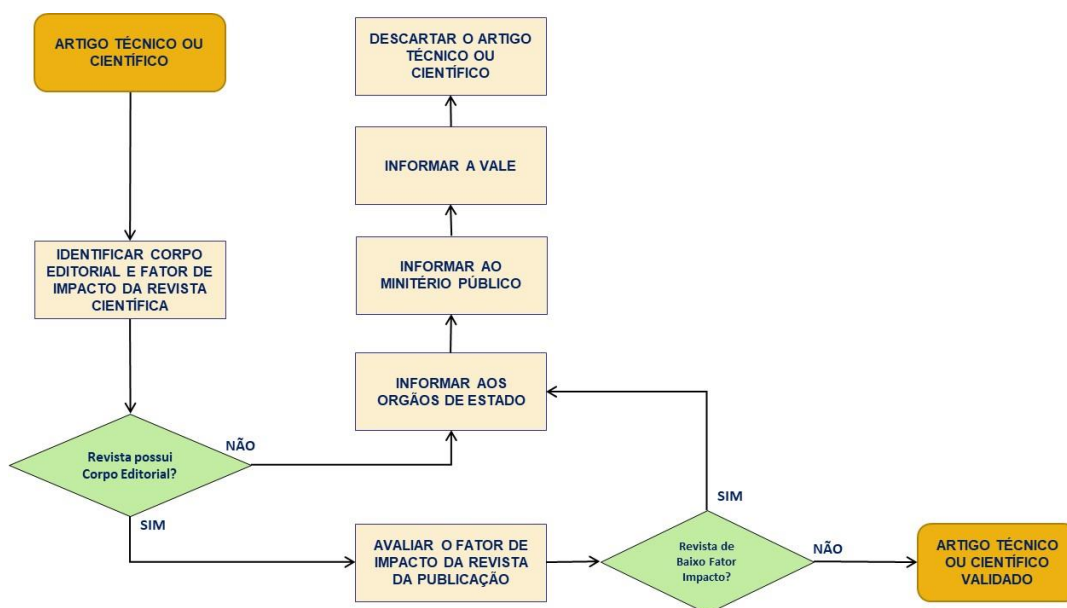 ARTIGO TÉCNICO OU
CIENTÍFICO
DESCARTAR O ARTIGO
TÉCNICO OU
CIENTÍFICO
INFORMAR A VALE
IDENTIFICAR CORPO
EDITORIAL E FATOR DE
IMPACTO DA REVISTA
CIENTÍFICA
INFORMAR AO
MINITÉRIO PÚBLICO
INFORMAR AOS
ORGÃOS DE ESTADO
Revista possui
Corpo Editorial?
NÃO
SIM
AVALIAR O FATOR DE
IMPACTO DA REVISTA
DA PUBLICAÇÃO
SIM
Revista de
Baixo Fator
Impacto?
NÃO
ARTIGO TÉCNICO
OU CIENTÍFICO
VALIDADO